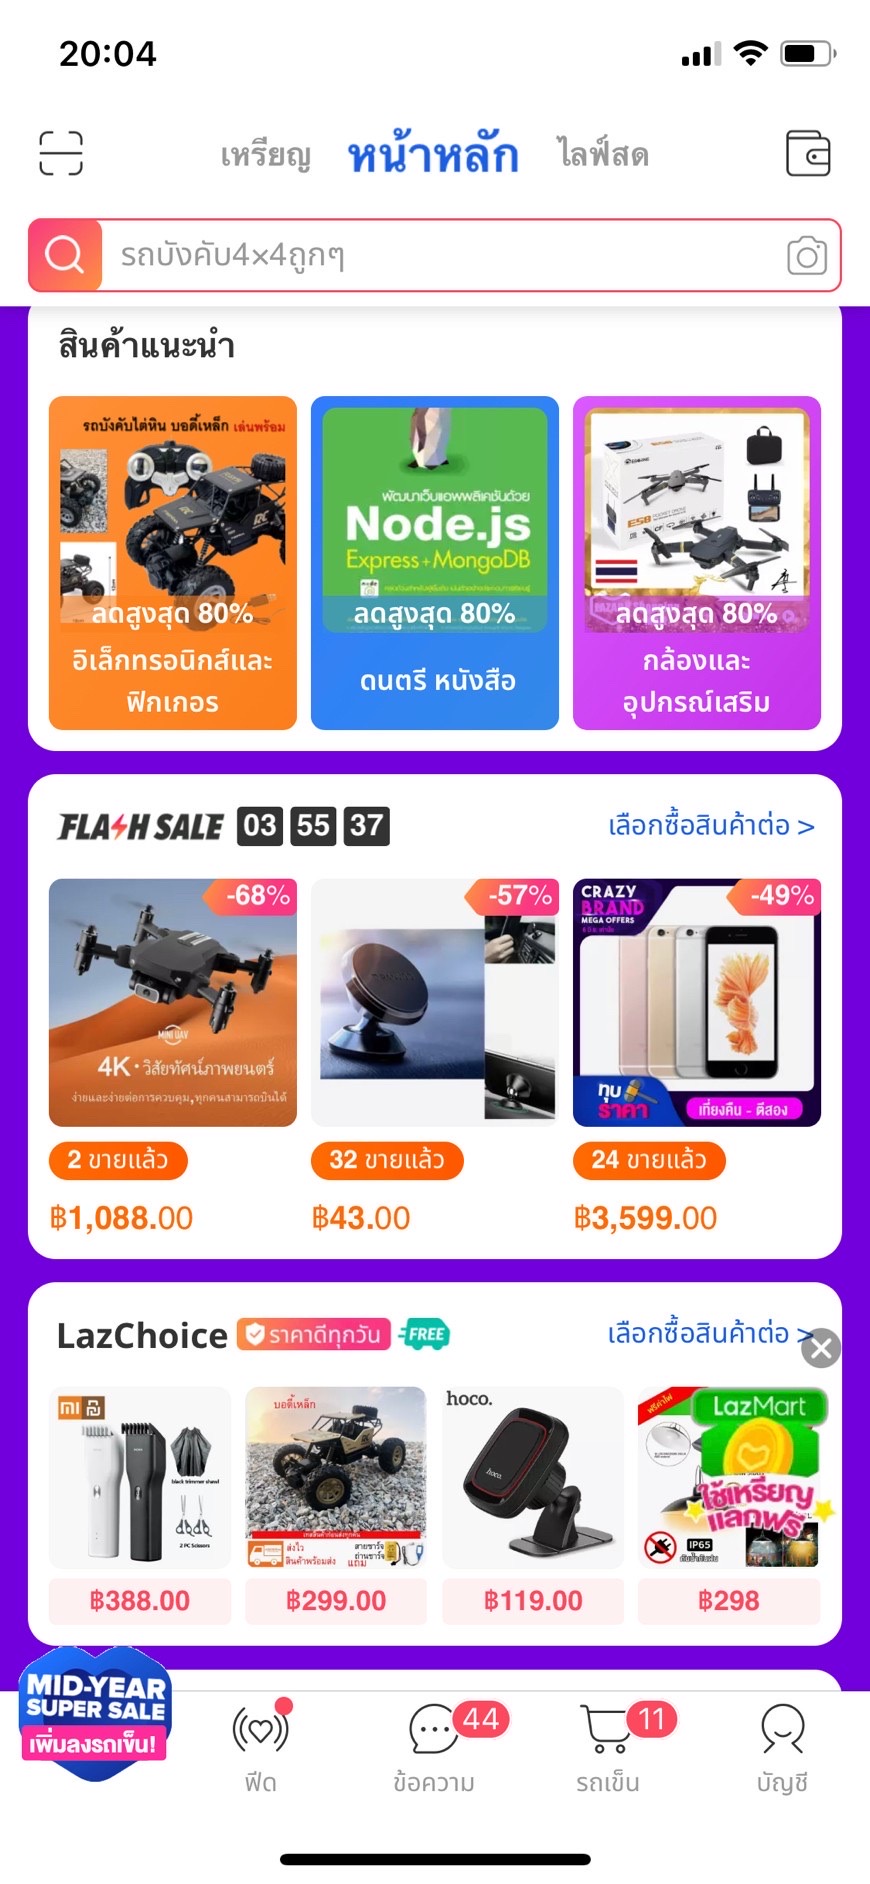 20:04
เหรียญ
หน้าหลัก
ไลฟ์สด
รถบังคับ4×4ถูกๆ
สินค้าแนะนำ
รถบังคับไต่หิน บอดี้เหล็ก เล่นพร้อม
ลดสูงสุด 80%
อิเล็กทรอนิกส์และ
ฟิกเกอร
พัฒนาเว็บแอพพลิเคชันด้วย
Node.js
Express+MongoDB
ลดสูงสุด 80%
ดนตรี หนังสือ
E58
ลดสูงสุด 80%
กล้องและ
อุปกรณ์เสริม
FLASH SALE 03 55 37
เลือกซื้อสินค้าต่อ >
-68%
4K・วิสัยทัศน์ภาพยนตร์
ง่ายและง่ายต่อการควบคุม,ทุกคนสามารถบินได้
2 ขายแล้ว
฿1,088.00
-57%
32 ขายแล้ว
฿43.00
-49%
CRAZY
BRAND
MEGA OFFERS
ทุบ
ราคา
เที่ยงคืน - ตีสอง
24 ขายแล้ว
฿3,599.00
LazChoice
ราคาดีทุกวัน
FREE
เลือกซื้อสินค้าต่อ >
mi
black trimmer shawl
2 PC Scissors
฿388.00
บอดี้เหล็ก
ส่งไว
สินค้าพร้อมส่ง
สายชาร์จ
ถ่านชาร์จ
แถม
฿299.00
hoco.
hoco.
฿119.00
ฟรีค่าไฟ
LazMart
ใช้เหรียญ
แลกฟรี
IP65
฿298
MID-YEAR
SUPER SALE
เพิ่มลงรถเข็น!
ฟีด
44
ข้อความ
11
รถเข็น
บัญชี